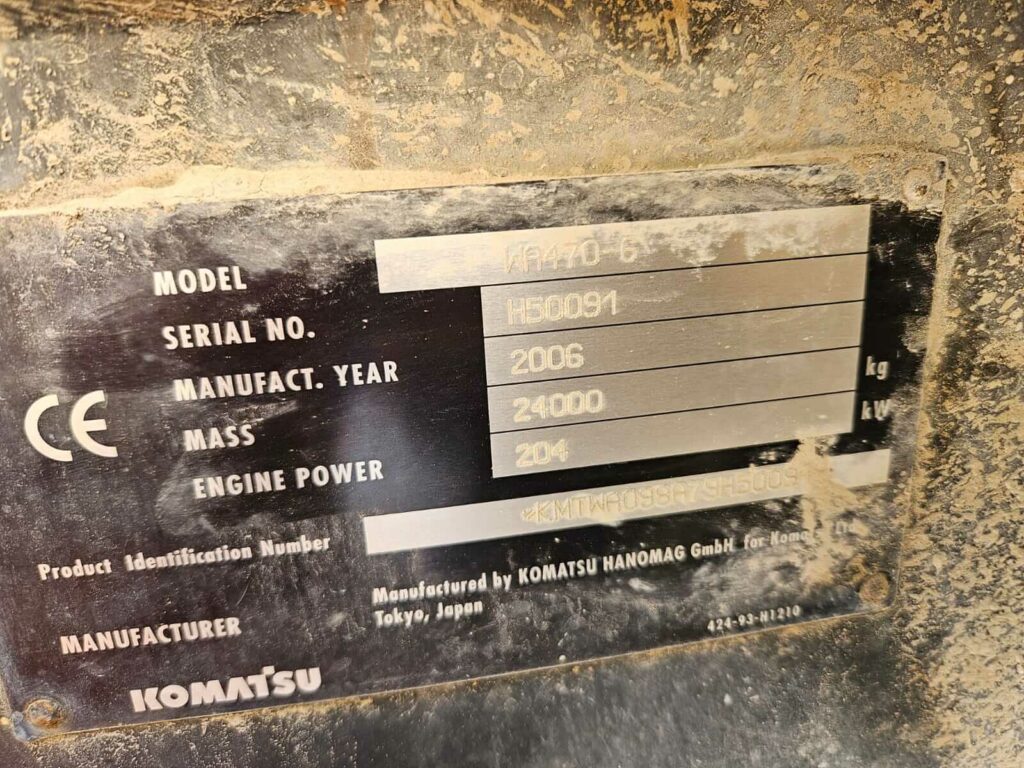 MODEL WA470-6
SERIAL NO. H50091
MANUFACT. YEAR 2006
MASS 24000 kg
ENGINE POWER 204 kW
CE
Product Identification Number
Manufactured by KOMATSU HANOMAG GmbH for
Tokyo, Japan
MANUFACTURER
424-93-H1210
KOMATSU